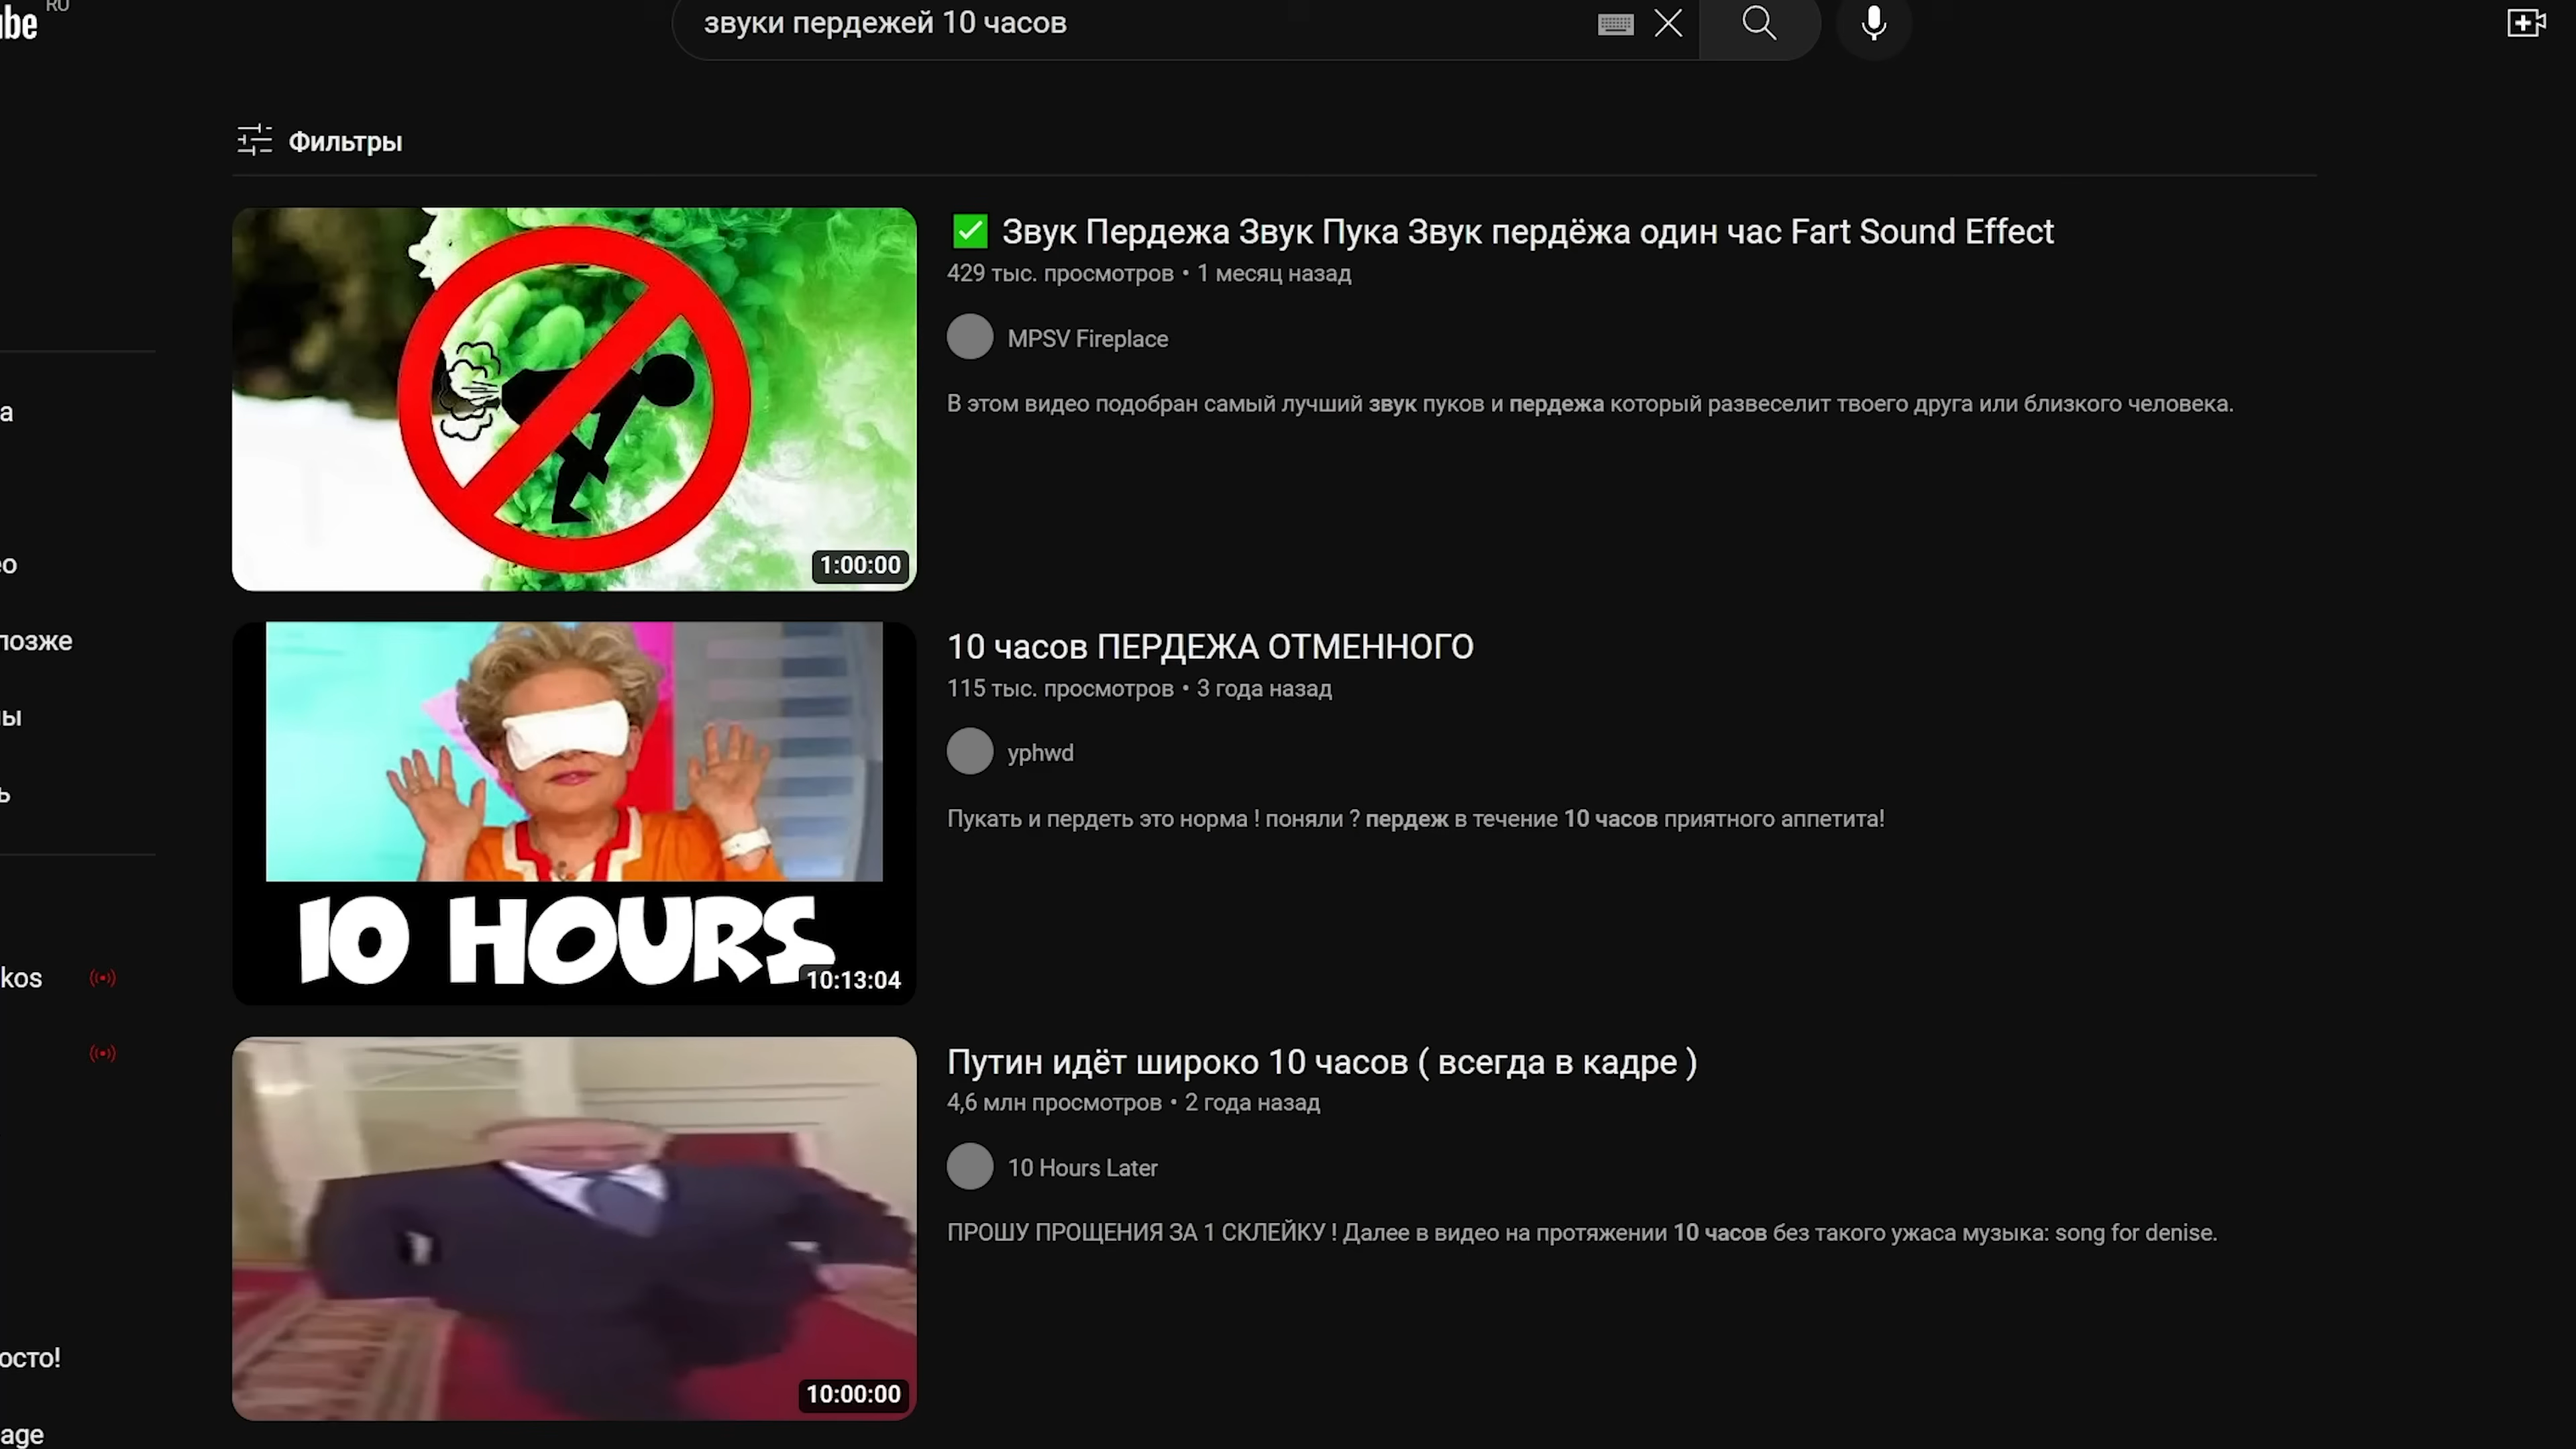 RU
ube
звуки пердежей 10 часов
Фильтры
✅ Звук Пердежа Звук Пука Звук пердёжа один час Fart Sound Effect
429 тыс. просмотров • 1 месяц назад
MPSV Fireplace
В этом видео подобран самый лучший звук пуков и пердежа который развеселит твоего друга или близкого человека.
1:00:00
10 часов ПЕРДЕЖА ОТМЕННОГО
115 тыс. просмотров • 3 года назад
yphwd
Пукать и пердеть это норма ! поняли ? пердеж в течение 10 часов приятного аппетита!
10 HOURS
10:13:04
Путин идёт широко 10 часов ( всегда в кадре )
4,6 млн просмотров • 2 года назад
10 Hours Later
ПРОШУ ПРОЩЕНИЯ ЗА 1 СКЛЕЙКУ ! Далее в видео на протяжении 10 часов без такого ужаса музыка: song for denise.
10:00:00
а
ео
позже
ы
ь
kos
осто!
age